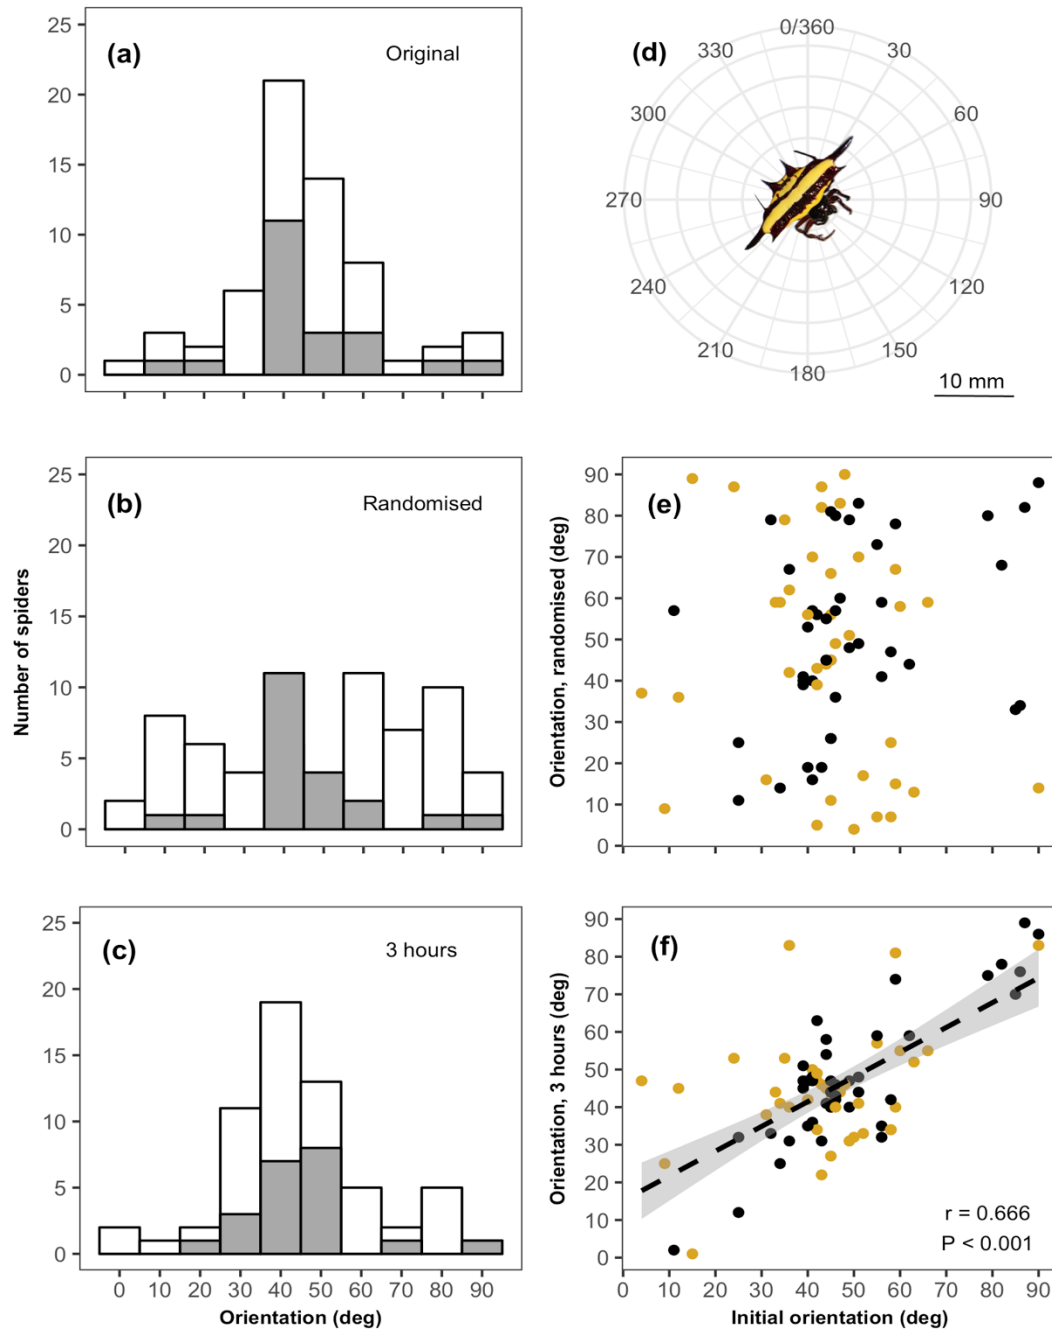 (a)
Original
25
20
15
10
5
0
(d)
0/360
30
60
90
120
150
180
210
240
270
300
330
10 mm
(b)
Randomised
25
20
15
10
5
0
Number of spiders
(e)
Orientation, randomised (deg)
90
80
70
60
50
40
30
20
10
0
(c)
3 hours
25
20
15
10
5
0
0 10 20 30 40 50 60 70 80 90
Orientation (deg)
(f)
Orientation, 3 hours (deg)
90
80
70
60
50
40
30
20
10
0
r = 0.666
P < 0.001
0 10 20 30 40 50 60 70 80 90
Initial orientation (deg)